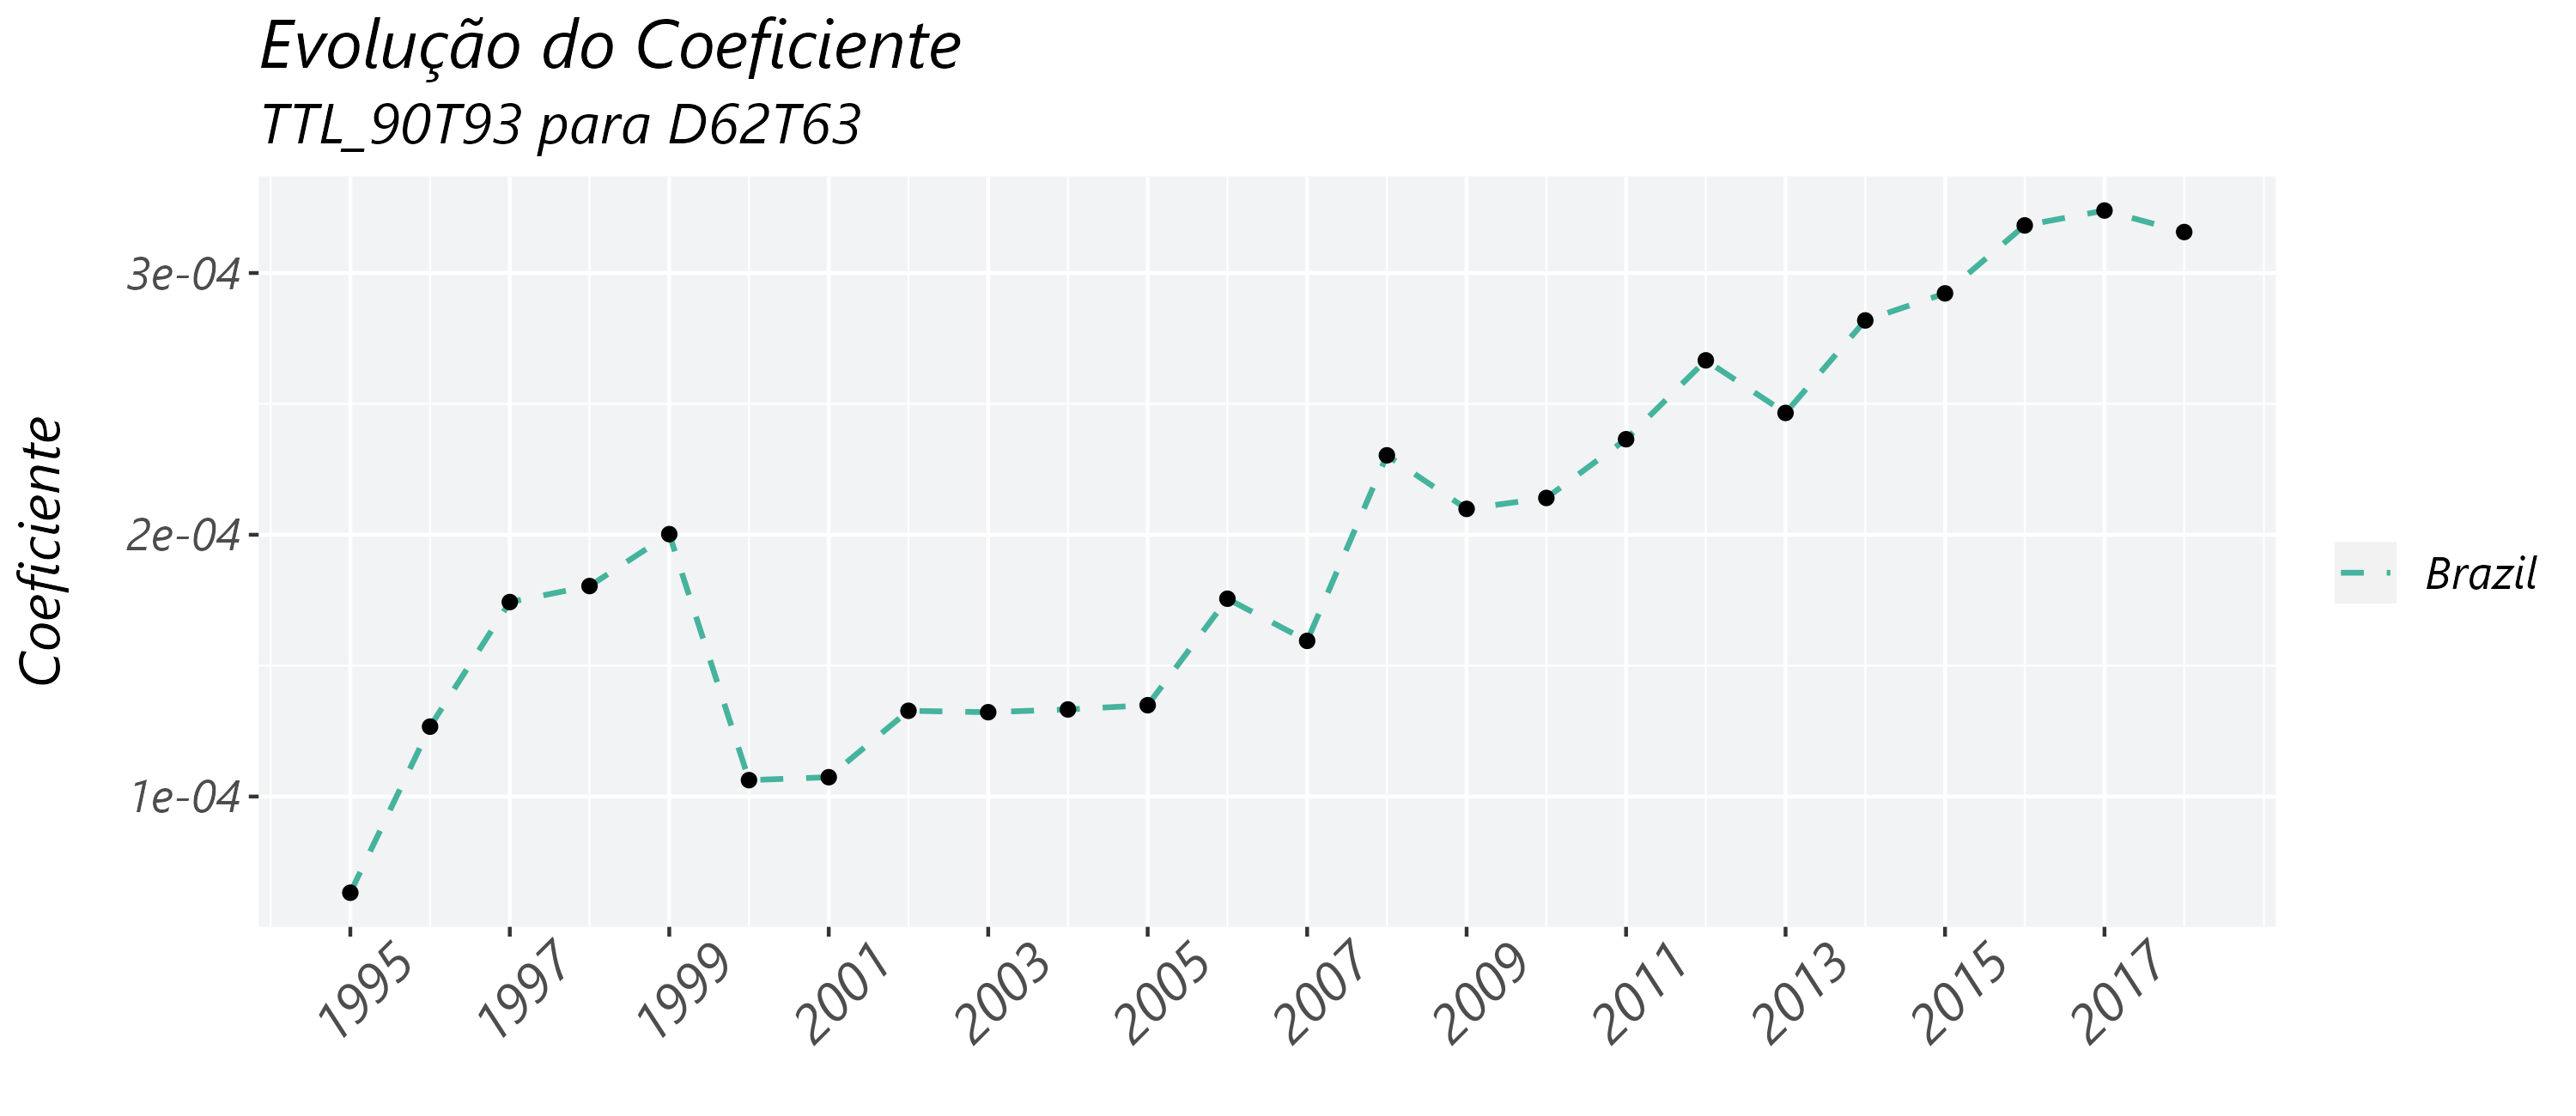 Evolução do Coeficiente
TTL_90T93 para D62T63
Coeficiente
3e-04
2e-04
1e-04
1995
1997
1999
2001
2003
2005
2007
2009
2011
2013
2015
2017
Brazil